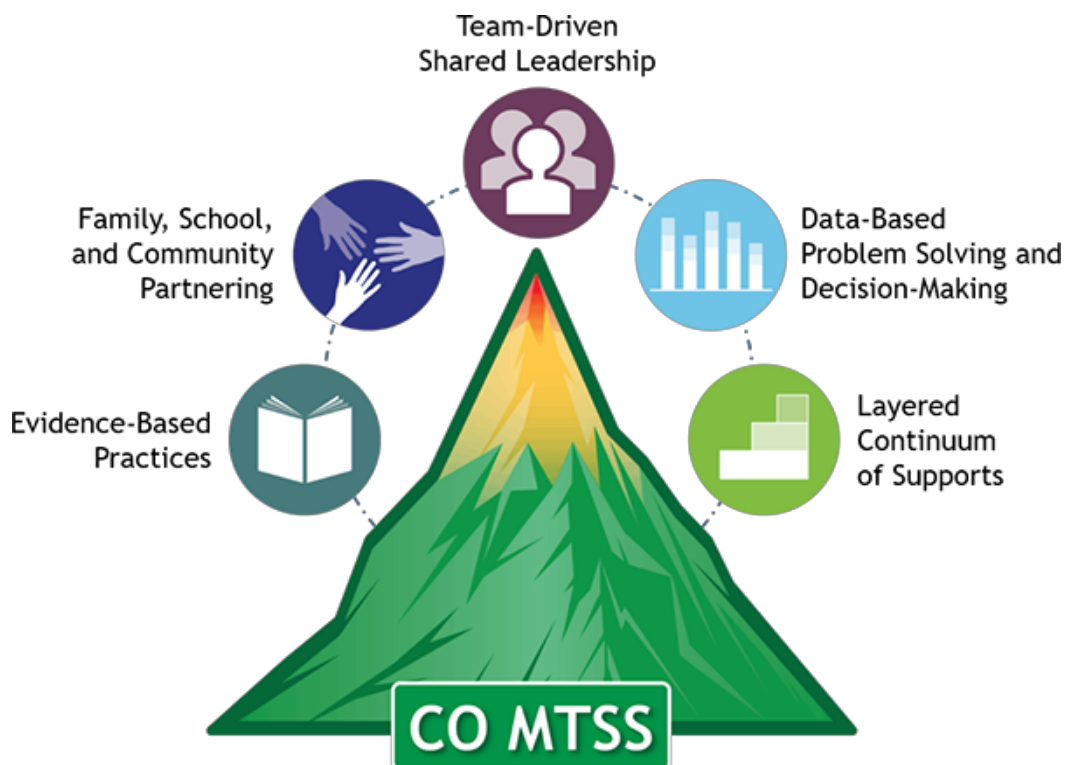 Team-Driven
Shared Leadership
Family, School,
and Community
Partnering
Data-Based
Problem Solving and
Decision-Making
Evidence-Based
Practices
Layered
Continuum
of Supports
CO MTSS